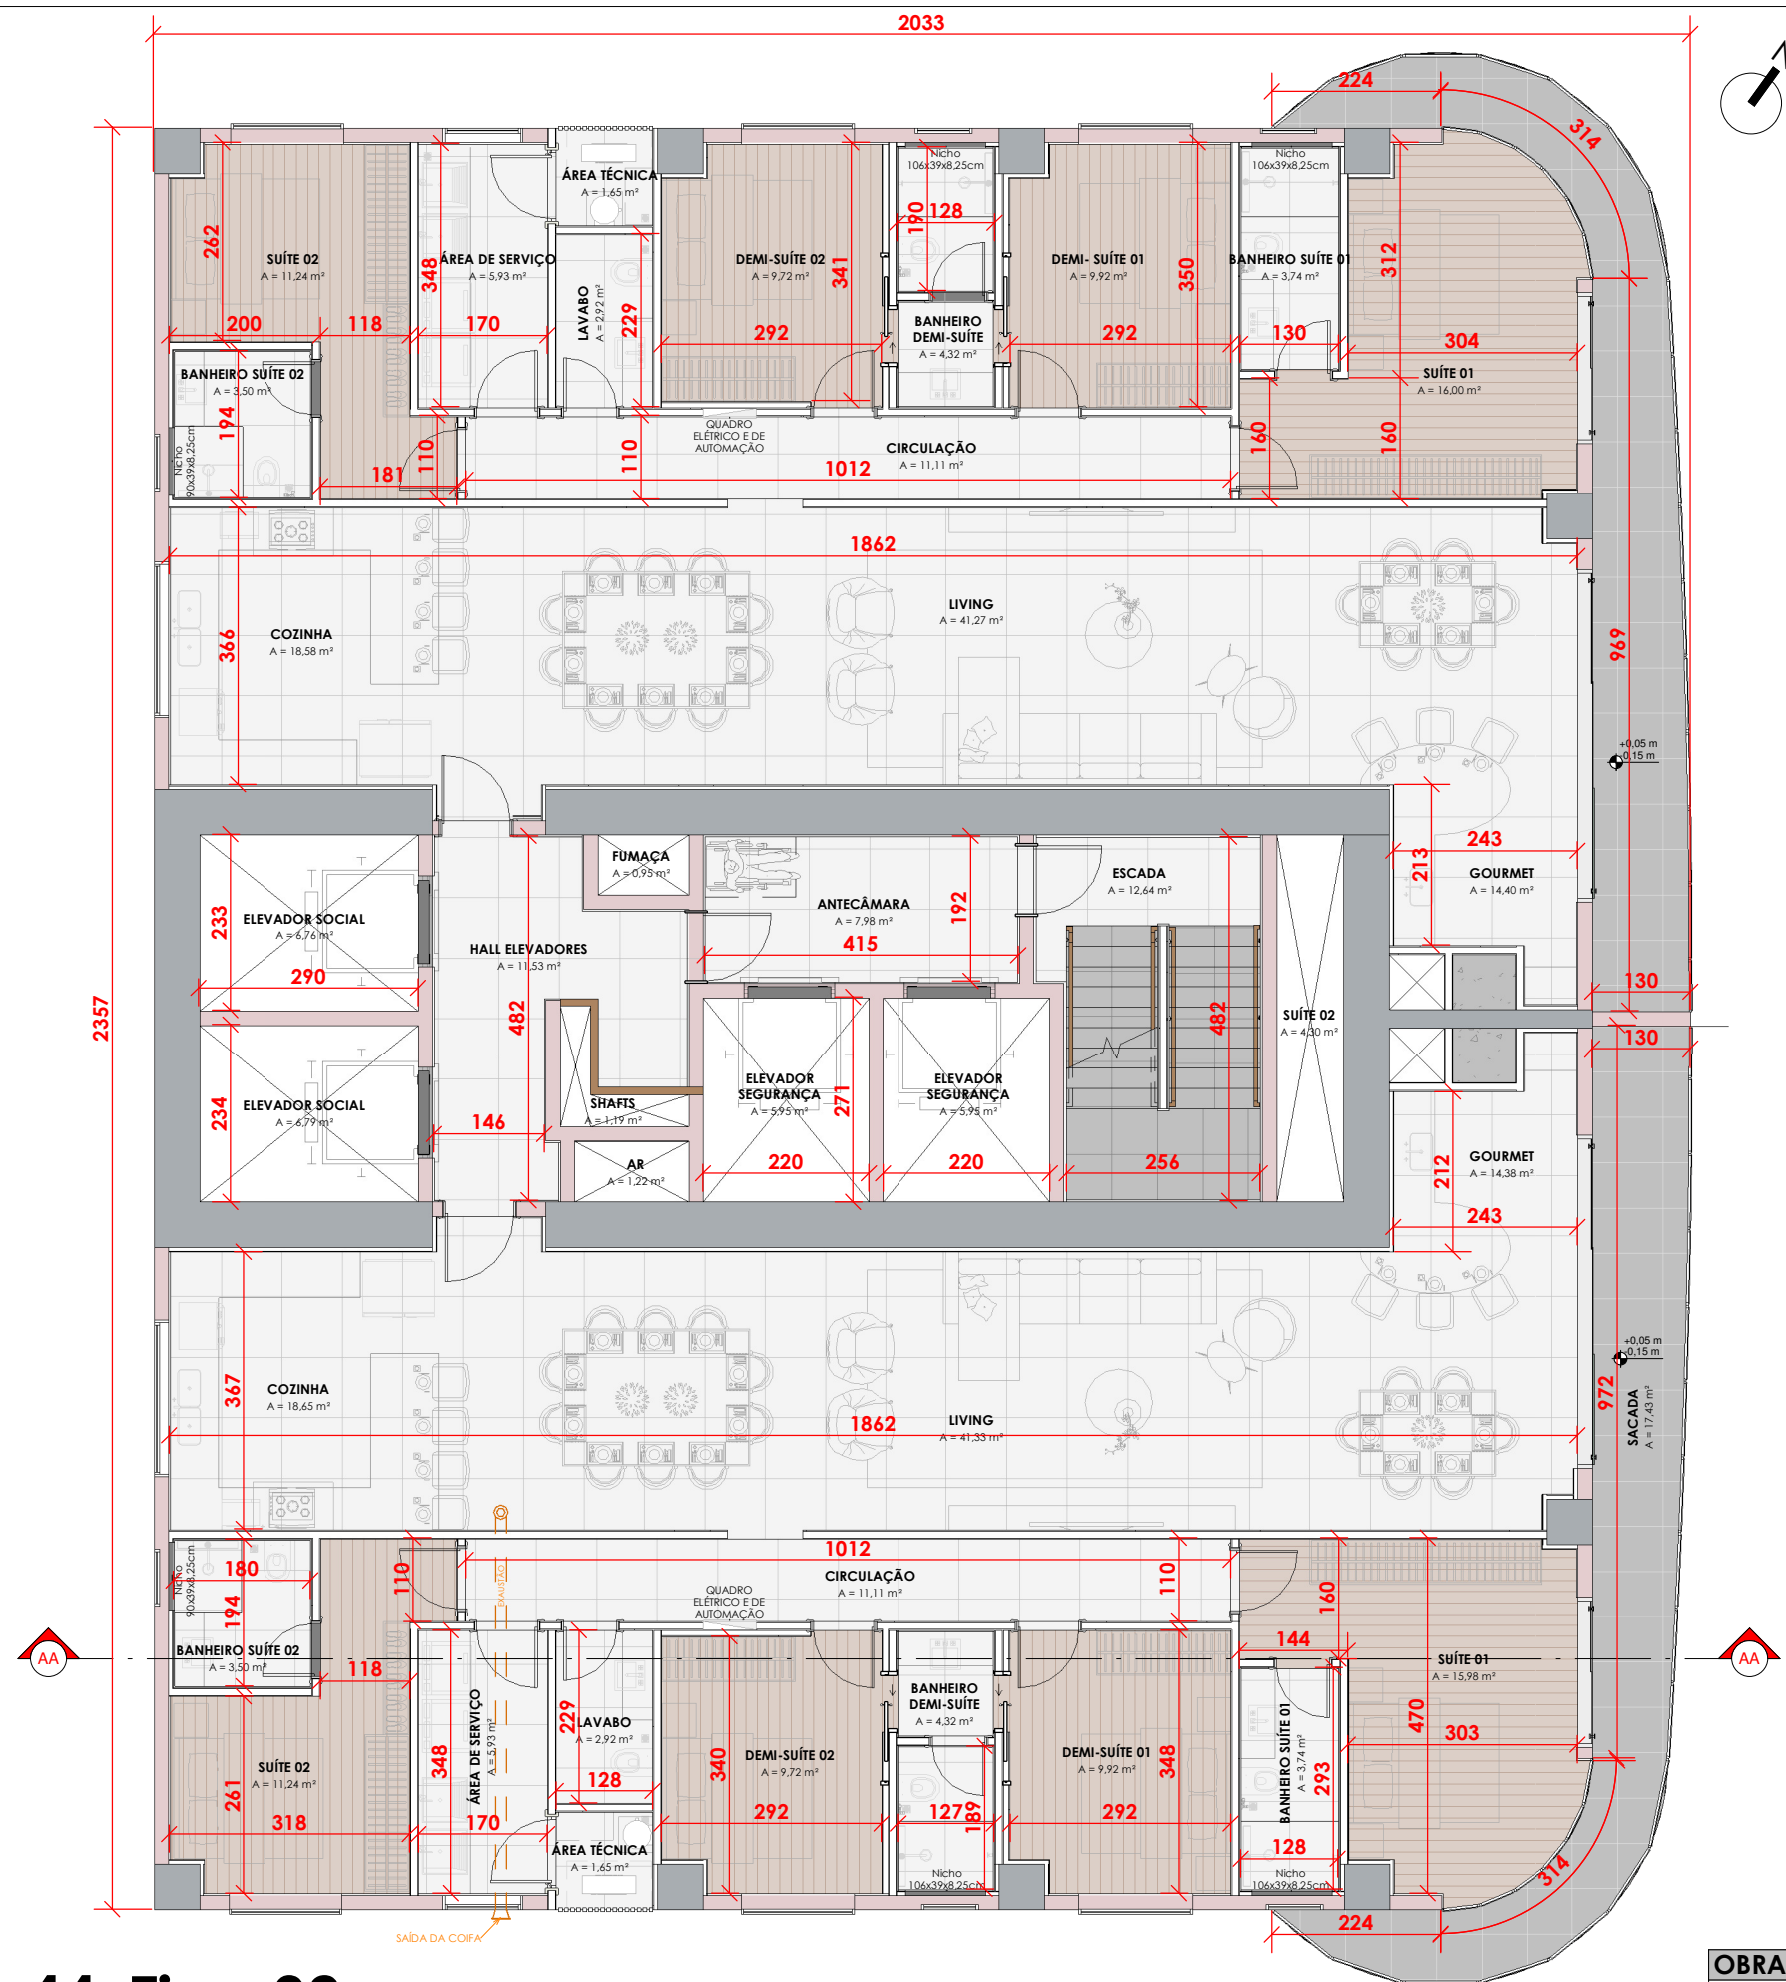 2033
224
314
Nicho
106x39x8,25cm
Nicho
106x39x8,25cm
ÁREA TÉCNICA
A = 1,65 m²
190
128
262
SUÍTE 02
A = 11,24 m²
348
ÁREA DE SERVIÇO
A = 5,93 m²
DEMI-SUÍTE 02
A = 9,72 m²
341
DEMI- SUÍTE 01
A = 9,92 m²
350
BANHEIRO SUÍTE 01
A = 3,74 m²
312
LAVABO
A = 2,92 m²
229
200
118
170
292
BANHEIRO
DEMI-SUÍTE
A = 4,32 m²
292
130
304
BANHEIRO SUÍTE 02
A = 3,50 m²
SUÍTE 01
A = 16,00 m²
194
Nicho
90x39x8,25cm
181
110
110
QUADRO
ELÉTRICO E DE
AUTOMAÇÃO
CIRCULAÇÃO
A = 11,11 m²
1012
160
160
1862
366
COZINHA
A = 18,58 m²
LIVING
A = 41,27 m²
969
+0,05 m
-0,15 m
243
213
GOURMET
A = 14,40 m²
FUMAÇA
A = 0,95 m²
ESCADA
A = 12,64 m²
233
ELEVADOR SOCIAL
A = 6,76 m²
290
ANTECÂMARA
A = 7,98 m²
192
415
HALL ELEVADORES
A = 11,53 m²
482
482
SUÍTE 02
A = 4,30 m²
130
130
2357
234
ELEVADOR SOCIAL
A = 6,79 m²
146
SHAFTS
A = 1,19 m²
ELEVADOR
SEGURANÇA
A = 5,95 m²
271
ELEVADOR
SEGURANÇA
A = 5,95 m²
AR
A = 1,22 m²
220
220
256
GOURMET
A = 14,38 m²
212
243
367
COZINHA
A = 18,65 m²
1862
LIVING
A = 41,33 m²
972
+0,05 m
-0,15 m
SACADA
A = 17,43 m²
Nicho
90x39x8,25cm
180
194
110
EXAUSTÃO
1012
CIRCULAÇÃO
A = 11,11 m²
QUADRO
ELÉTRICO E DE
AUTOMAÇÃO
110
160
144
AA
BANHEIRO SUÍTE 02
A = 3,50 m²
118
SUÍTE 01
A = 15,98 m²
AA
BANHEIRO
DEMI-SUÍTE
A = 4,32 m²
229
LAVABO
A = 2,92 m²
470
303
348
ÁREA DE SERVIÇO
A = 5,93 m²
340
DEMI-SUÍTE 02
A = 9,72 m²
DEMI-SUÍTE 01
A = 9,92 m²
348
BANHEIRO SUÍTE 01
A = 3,74 m²
293
SUÍTE 02
A = 11,24 m²
261
318
170
128
292
127
189
292
128
ÁREA TÉCNICA
A = 1,65 m²
Nicho
106x39x8,25cm
Nicho
106x39x8,25cm
314
224
SAÍDA DA COIFA
OBRA